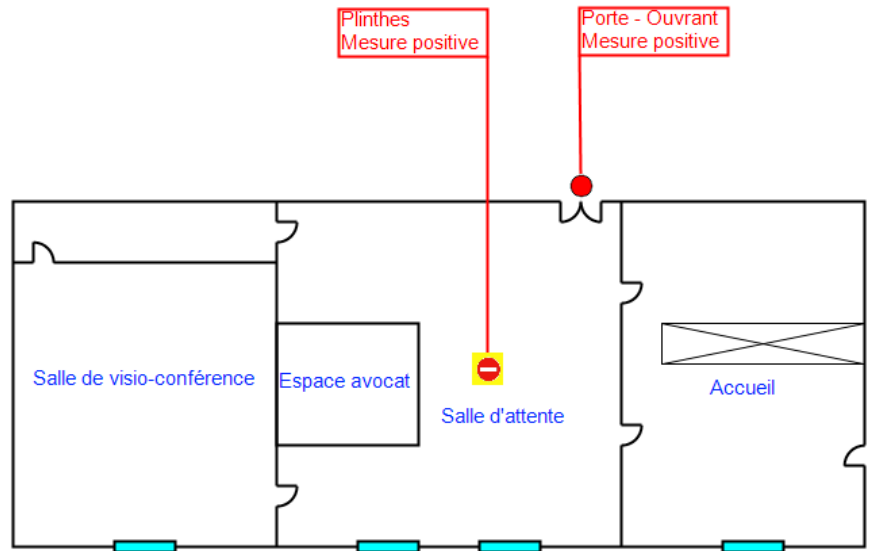 Plinthes
Mesure positive
Porte - Ouvrant
Mesure positive
Salle de visio-conférence
Espace avocat
Salle d'attente
Accueil